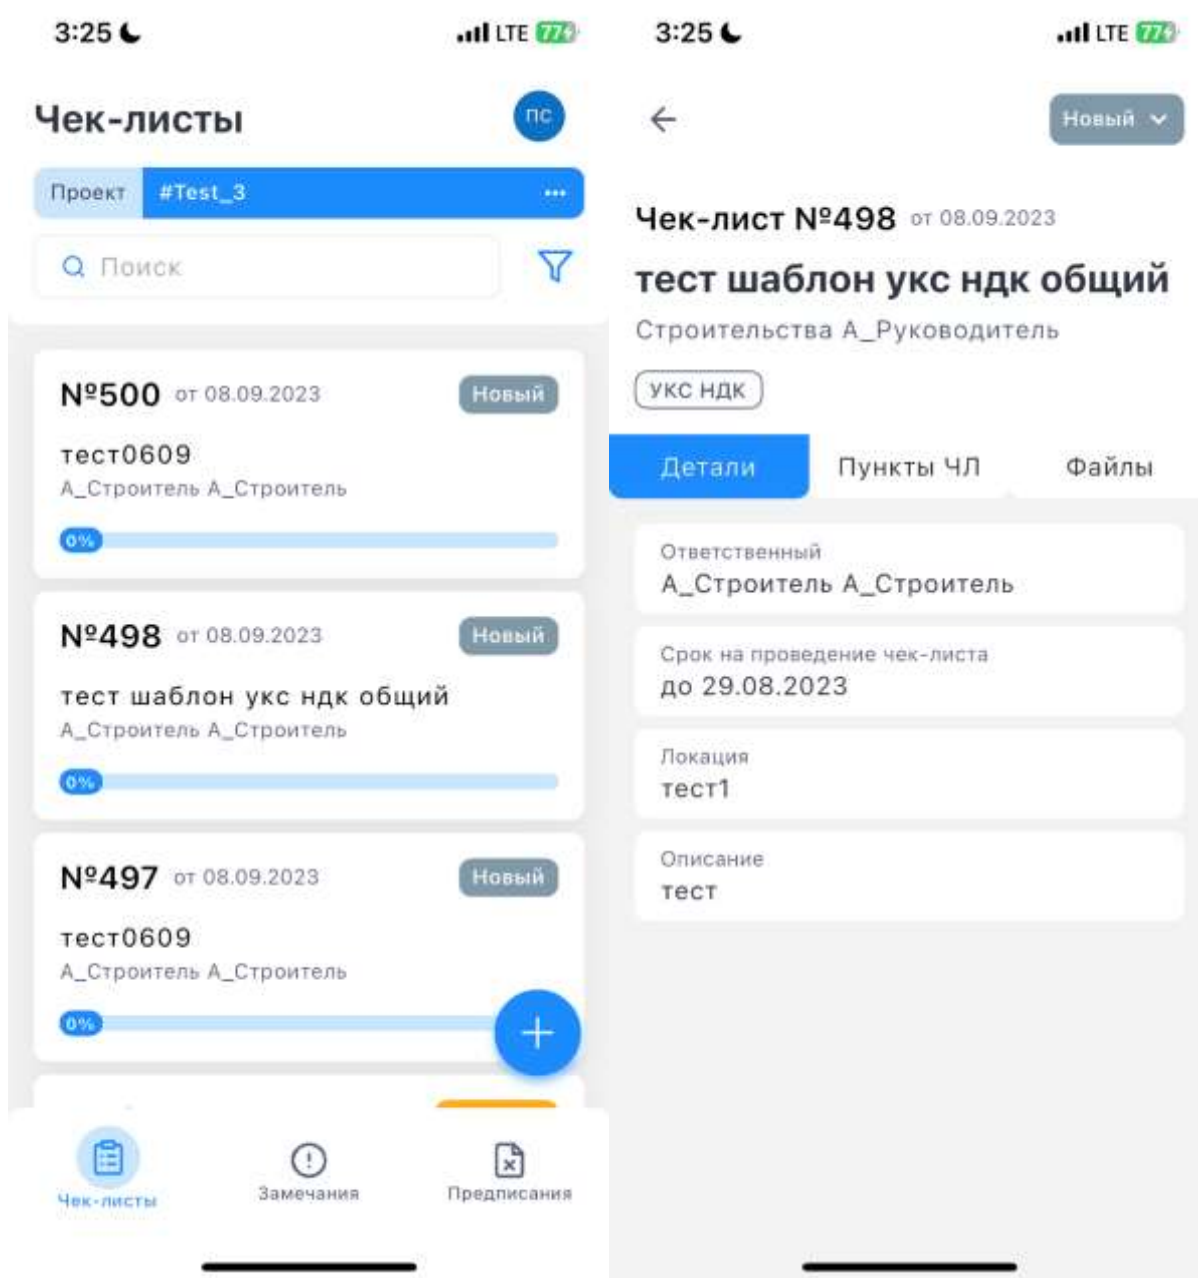 3:25
LTE 77
Чек-листы
ПС
Проект #Test_3
Поиск
№500 от 08.09.2023 Новый
тест0609
А_Строитель А_Строитель
0%
№498 от 08.09.2023 Новый
тест шаблон укс ндк общий
А_Строитель А_Строитель
0%
№497 от 08.09.2023 Новый
тест0609
А_Строитель А_Строитель
0%
Чек-листы
Замечания
Предписания
3:25
LTE 77
Новый
Чек-лист №498 от 08.09.2023
тест шаблон укс ндк общий
Строительства А_Руководитель
УКС НДК
Детали Пункты ЧЛ Файлы
Ответственный
А_Строитель А_Строитель
Срок на проведение чек-листа
до 29.08.2023
Локация
тест1
Описание
тест